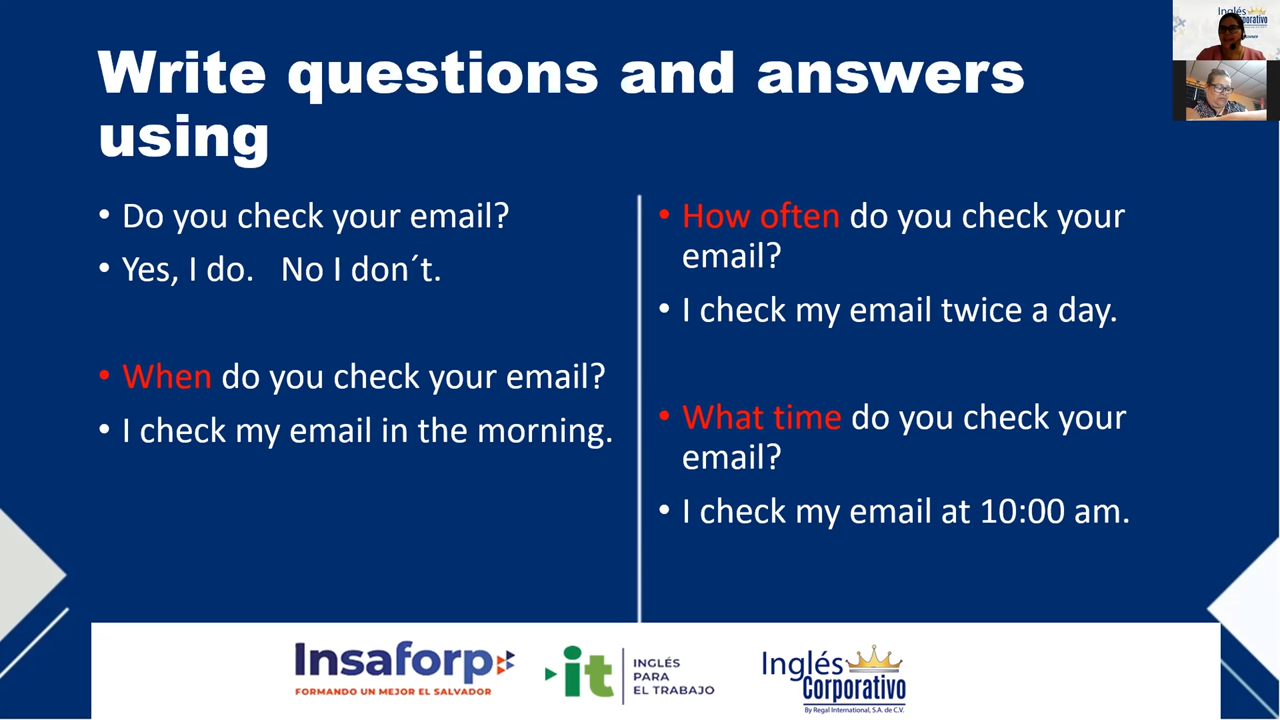 Write questions and answers
using
• Do you check your email?
• Yes, I do.   No I don´t.
• When do you check your email?
• I check my email in the morning.
• How often do you check your
email?
• I check my email twice a day.
• What time do you check your
email?
• I check my email at 10:00 am.
Insaforp
FORMANDO UN MEJOR EL SALVADOR
it
INGLÉS
PARA
EL TRABAJO
Inglés
Corporativo
By Regal International, S.A. de C.V.
Inglés
Corporativo